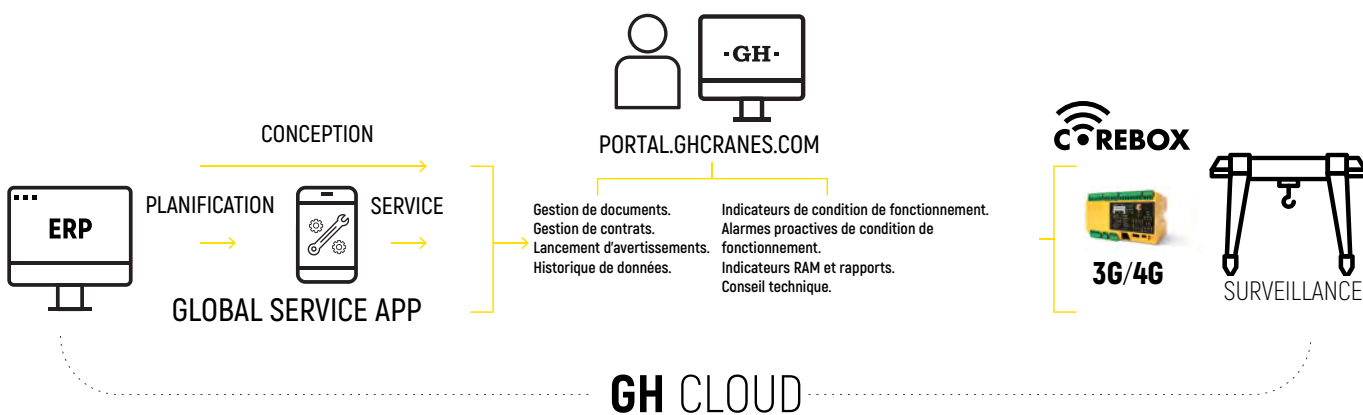 ·GH·
PORTAL.GHCRANES.COM
CONCEPTION
ERP
PLANIFICATION
SERVICE
GLOBAL SERVICE APP
Gestion de documents.
Gestion de contrats.
Lancement d'avertissements.
Historique de données.
Indicateurs de condition de fonctionnement.
Alarmes proactives de condition de
fonctionnement.
Indicateurs RAM et rapports.
Conseil technique.
COREBOX
3G/4G
SURVEILLANCE
GH CLOUD